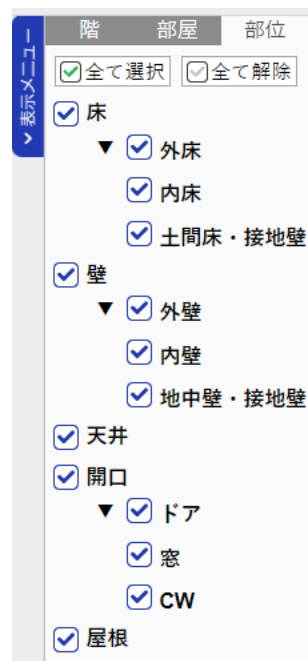 表示メニュー
階 部屋 部位
全て選択 全て解除
床
▼ 外床
内床
土間床・接地壁
壁
▼ 外壁
内壁
地中壁・接地壁
天井
開口
▼ ドア
窓
CW
屋根